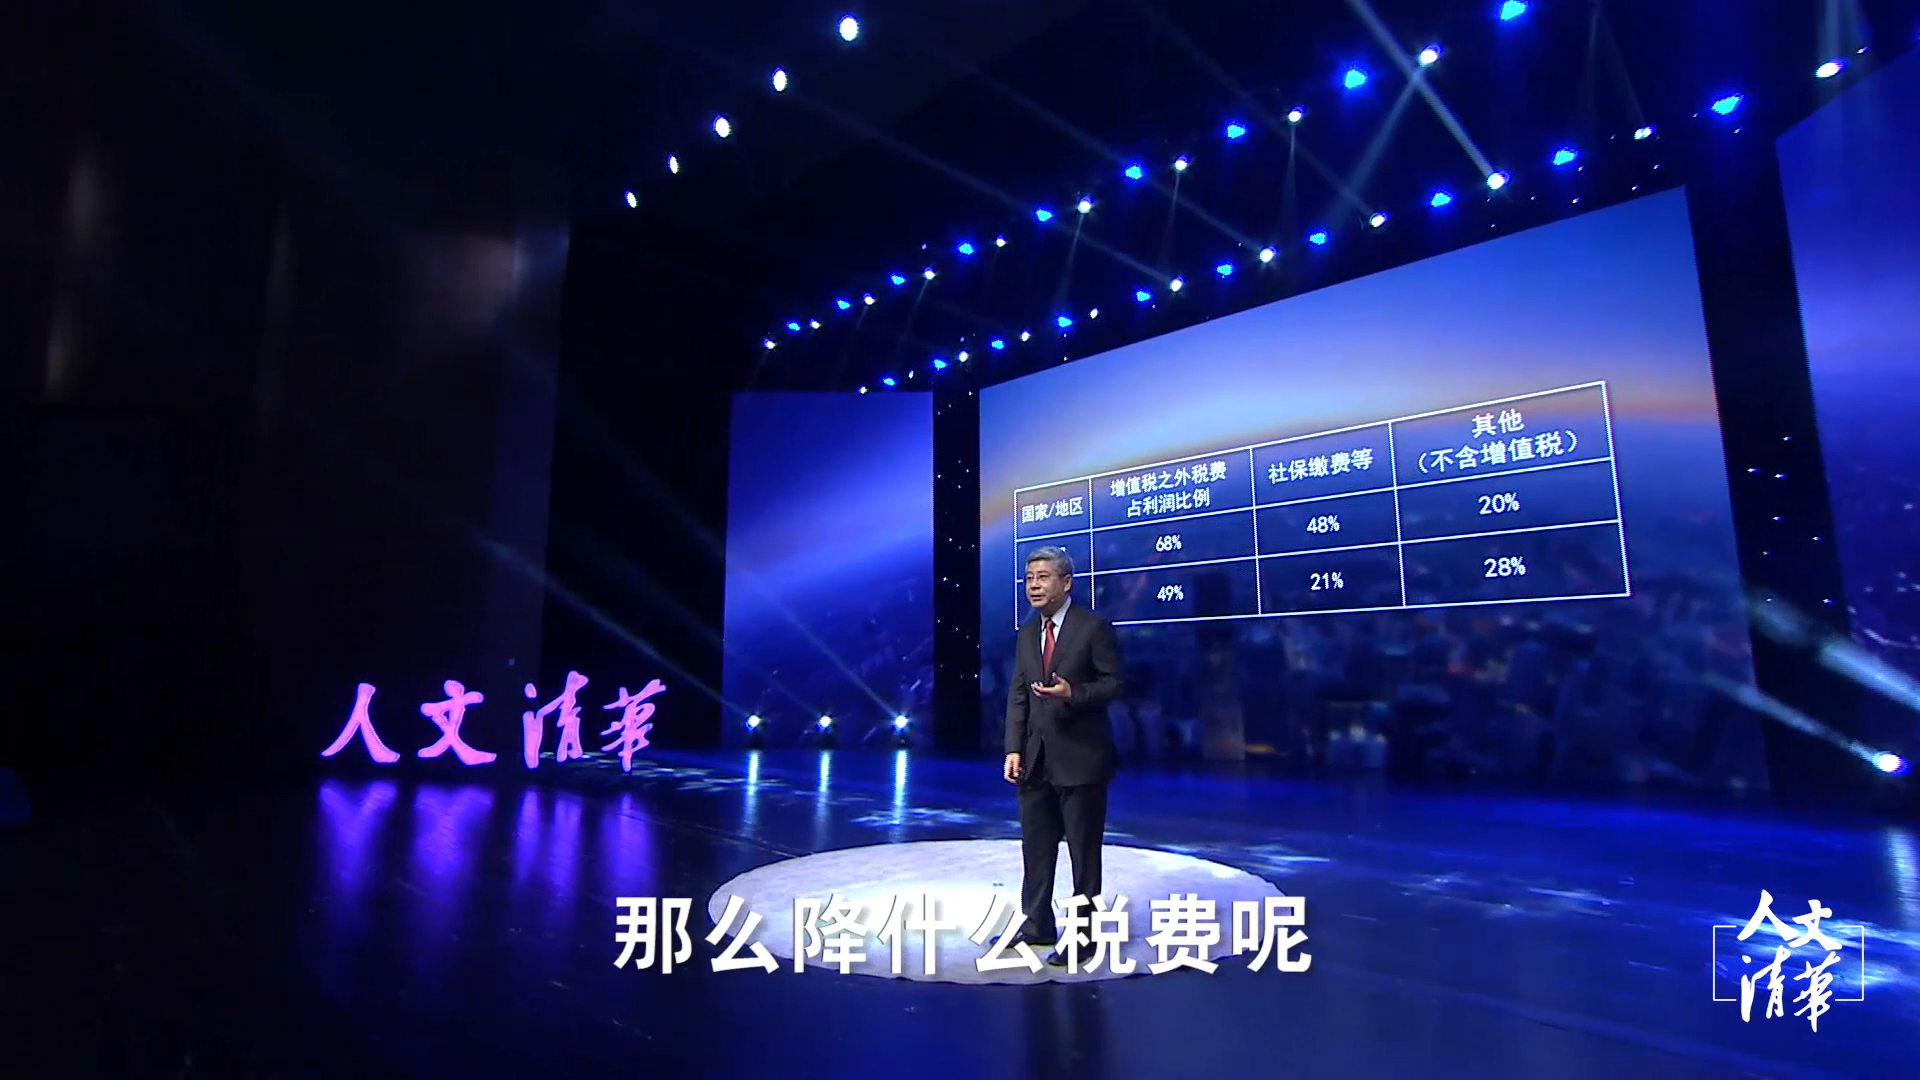 国家/地区
增值税之外税费
占利润比例
社保缴费等
其他
(不含增值税)
68%
48%
20%
49%
21%
28%
人文清華
那么降什么税费呢
人文
清華